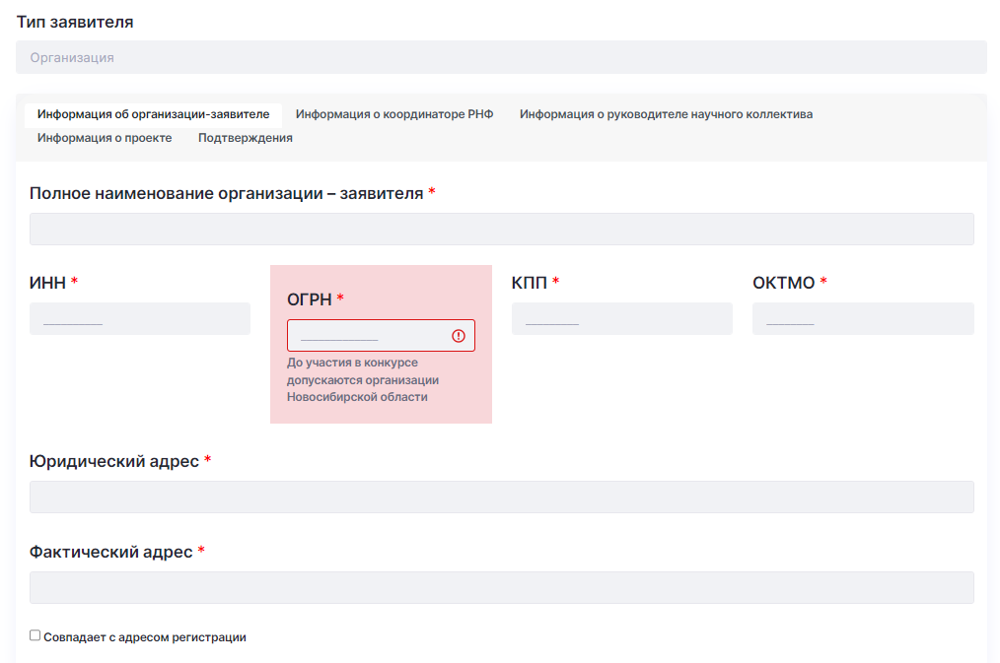 Тип заявителя
Организация
Информация об организации-заявителе Информация о координаторе РНФ Информация о руководителе научного коллектива
Информация о проекте Подтверждения
Полное наименование организации – заявителя *
ИНН * ОГРН * КПП * ОКТМО *
До участия в конкурсе
допускаются организации
Новосибирской области
Юридический адрес *
Фактический адрес *
Совпадает с адресом регистрации